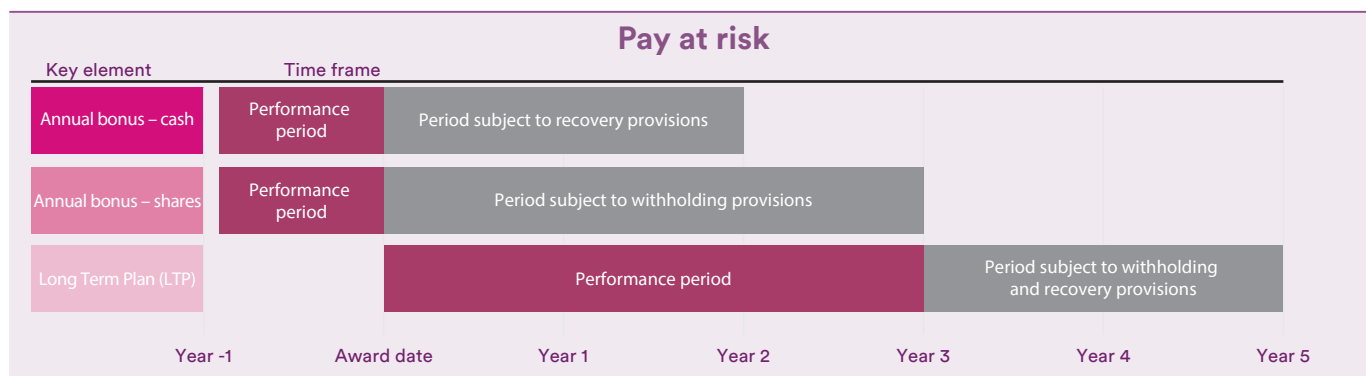 Pay at risk
Key element Time frame
Annual bonus – cash
Performance
period
Period subject to recovery provisions
Annual bonus – shares
Performance
period
Period subject to withholding provisions
Long Term Plan (LTP)
Performance period
Period subject to withholding
and recovery provisions
Year -1 Award date Year 1 Year 2 Year 3 Year 4 Year 5